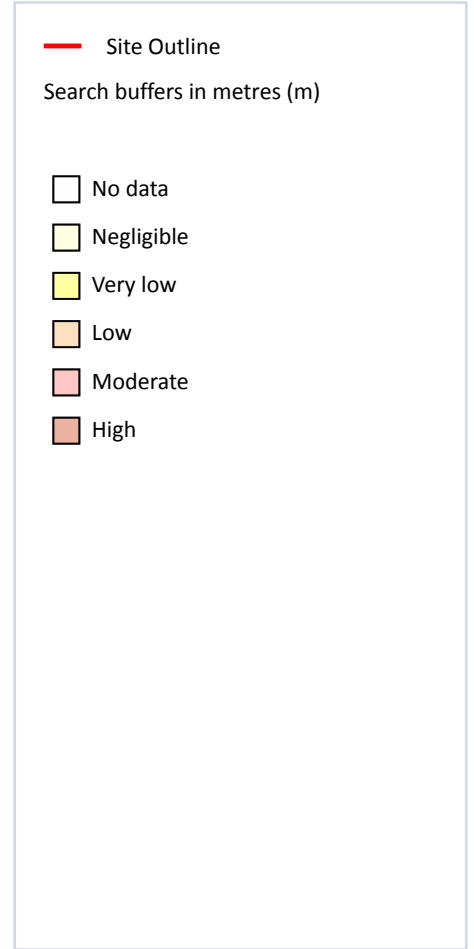 Site Outline
Search buffers in metres (m)
No data
Negligible
Very low
Low
Moderate
High